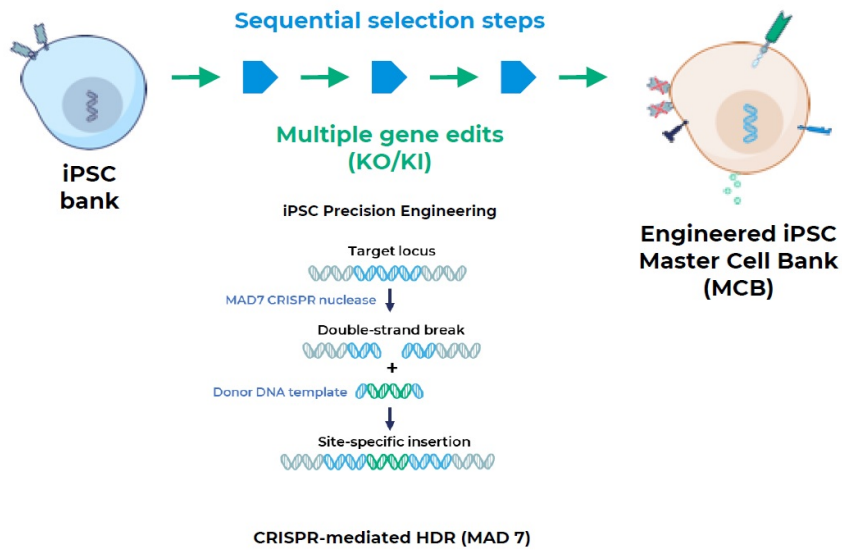 Sequential selection steps
iPSC
bank
Multiple gene edits
(KO/KI)
Engineered iPSC
Master Cell Bank
(MCB)
iPSC Precision Engineering
Target locus
MAD7 CRISPR nuclease
Double-strand break
+
Donor DNA template
Site-specific insertion
CRISPR-mediated HDR (MAD 7)